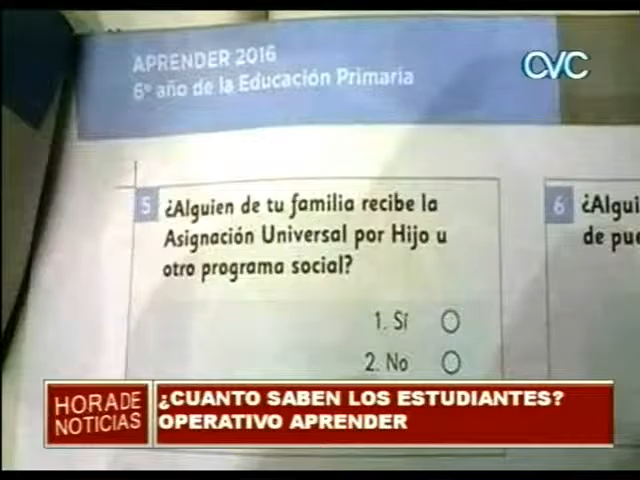 APRENDER 2016
6º año de la Educación Primaria
CVC
5 ¿Alguien de tu familia recibe la
Asignación Universal por Hijo u
otro programa social?
1. Sí
2. No
6 ¿Algui
de pue
HORA DE
NOTICIAS
¿CUANTO SABEN LOS ESTUDIANTES?
OPERATIVO APRENDER